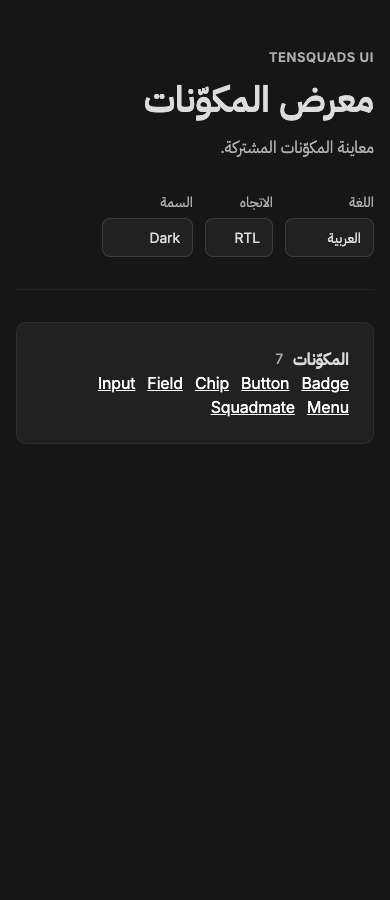 TENSQUADS UI
معرض المكوّنات
معاينة المكوّنات المشتركة.
اللغة الاتجاه السمة
العربية RTL Dark
المكوّنات 7
Badge Button Chip Field Input
Menu Squadmate